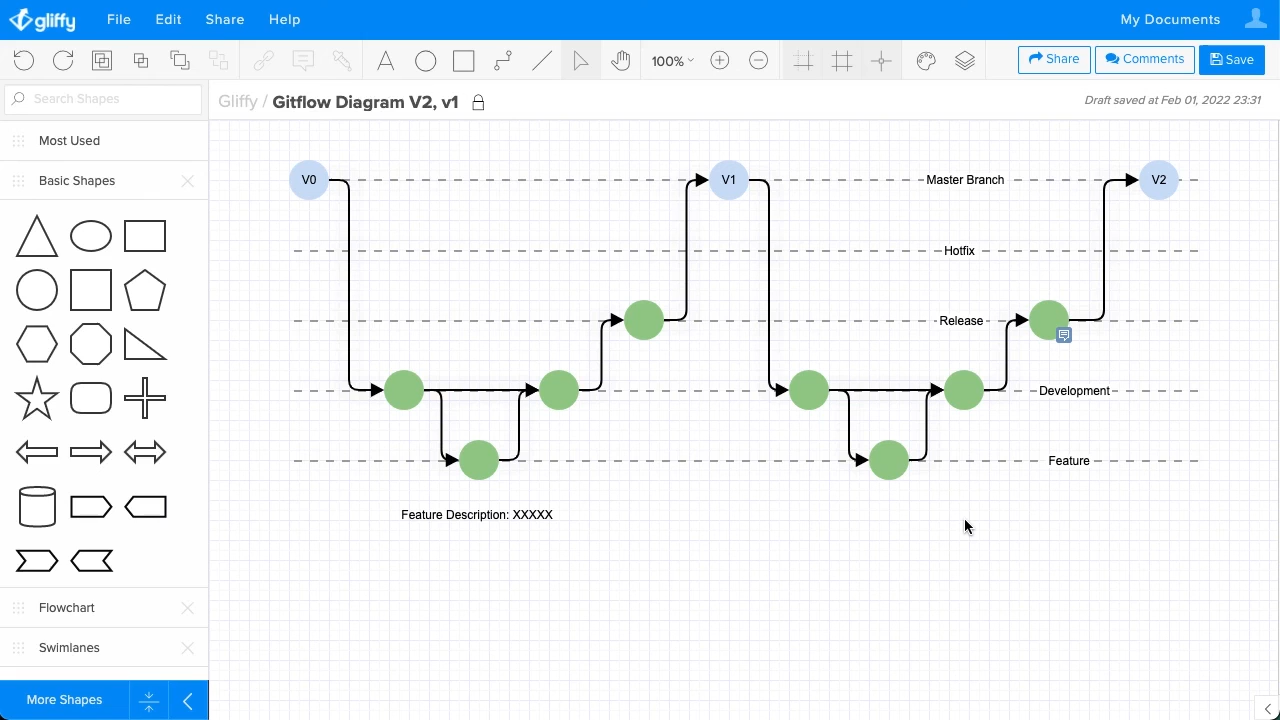 gliffy File Edit Share Help My Documents
100% Share Comments Save
Search Shapes
Gliffy / Gitflow Diagram V2, v1
Draft saved at Feb 01, 2022 23:31
Most Used
Basic Shapes
Flowchart
Swimlanes
More Shapes
V0 V1 Master Branch V2
Hotfix
Release
Development
Feature
Feature Description: XXXXX